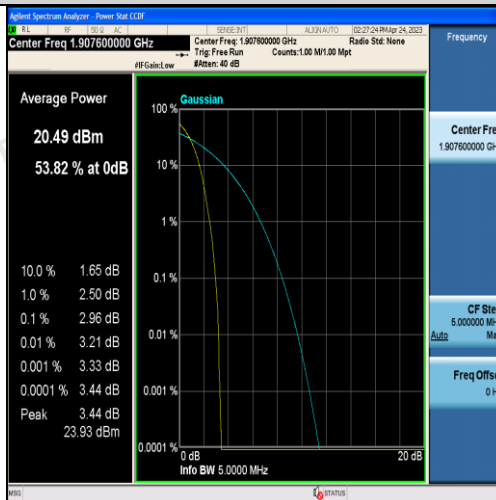 Agilent Spectrum Analyzer - Power Stat CCDF
RL RF 50 Ω AC SENSE:INT ALIGN AUTO 02:27:24 PM Apr 24, 2023
Center Freq 1.907600000 GHz
Center Freq: 1.907600000 GHz Radio Std: None
Trig: Free Run Counts:1.00 M/1.00 Mpt
#IFGain:Low #Atten: 40 dB
Frequency
Average Power
20.49 dBm
53.82 % at 0dB
10.0 % 1.65 dB
1.0 % 2.50 dB
0.1 % 2.96 dB
0.01 % 3.21 dB
0.001 % 3.33 dB
0.0001 % 3.44 dB
Peak 3.44 dB
23.93 dBm
Gaussian
100 %
10 %
1 %
0.1 %
0.01 %
0.001 %
0.0001 %
0 dB 20 dB
Info BW 5.0000 MHz
Center Fre
1.907600000 GH
CF Ste
5.000000 MH
Auto Ma
Freq Offs
0 H
MSG STATUS